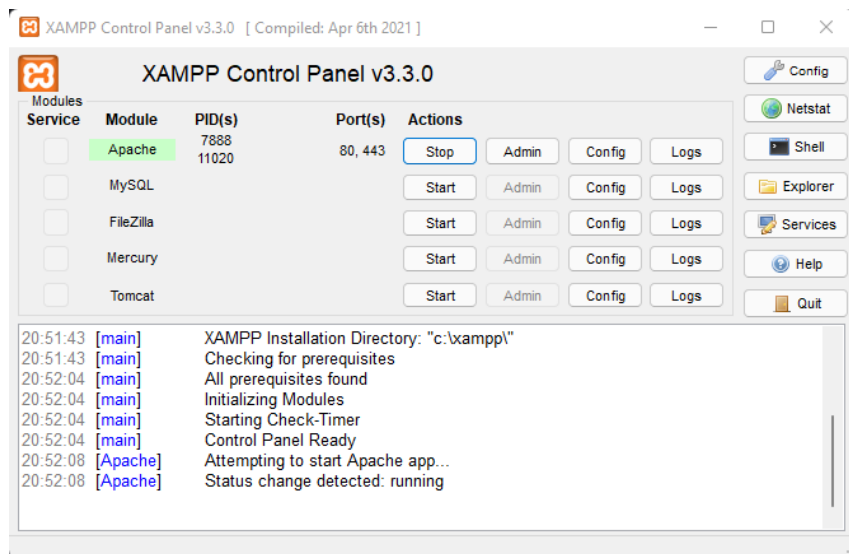 XAMPP Control Panel v3.3.0 [ Compiled: Apr 6th 2021 ]
XAMPP Control Panel v3.3.0
Config
Modules
Service Module PID(s) Port(s) Actions
Netstat
Apache 7888 11020 80, 443 Stop Admin Config Logs
Shell
MySQL Start Admin Config Logs
Explorer
FileZilla Start Admin Config Logs
Services
Mercury Start Admin Config Logs
Help
Tomcat Start Admin Config Logs
Quit
20:51:43 [main] XAMPP Installation Directory: "c:\xampp\"
20:51:43 [main] Checking for prerequisites
20:52:04 [main] All prerequisites found
20:52:04 [main] Initializing Modules
20:52:04 [main] Starting Check-Timer
20:52:04 [main] Control Panel Ready
20:52:08 [Apache] Attempting to start Apache app...
20:52:08 [Apache] Status change detected: running